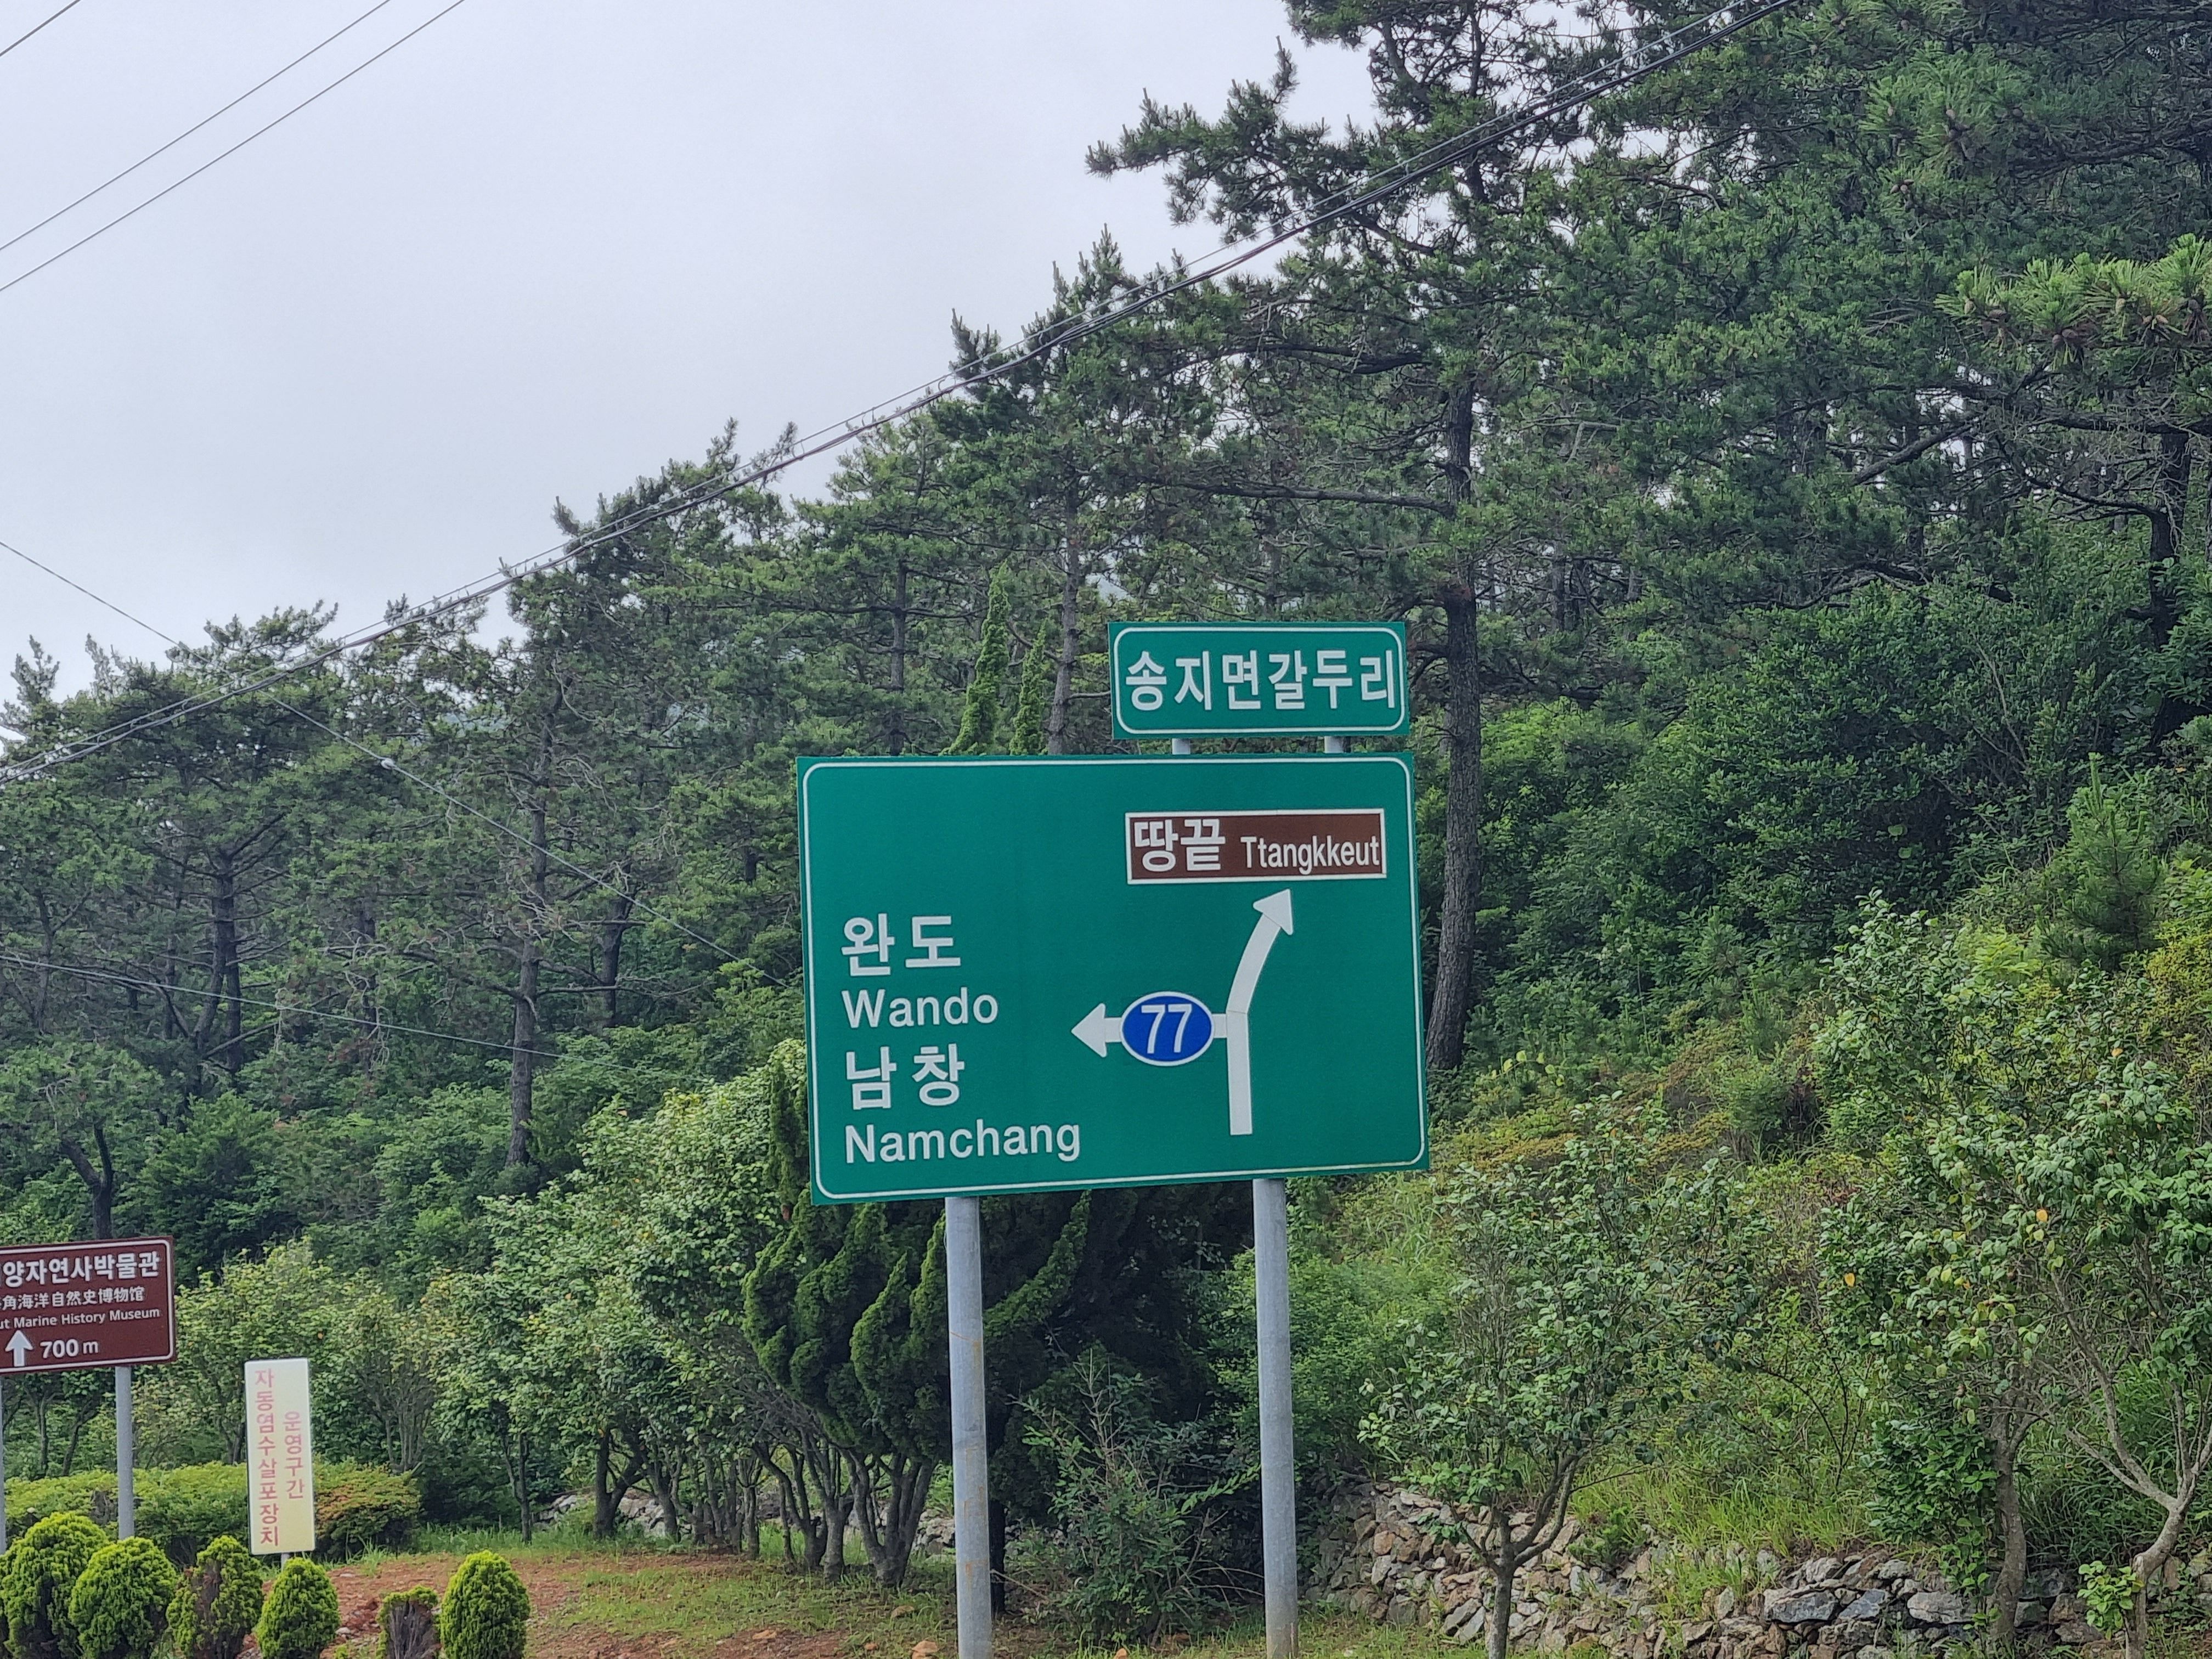 송지면갈두리
땅끝 Ttangkkeut
완도
Wando
77
남창
Namchang
양자연사박물관
角海洋自然史博物馆
ut Marine History Museum
700 m
자동염수살포장치
운영구간